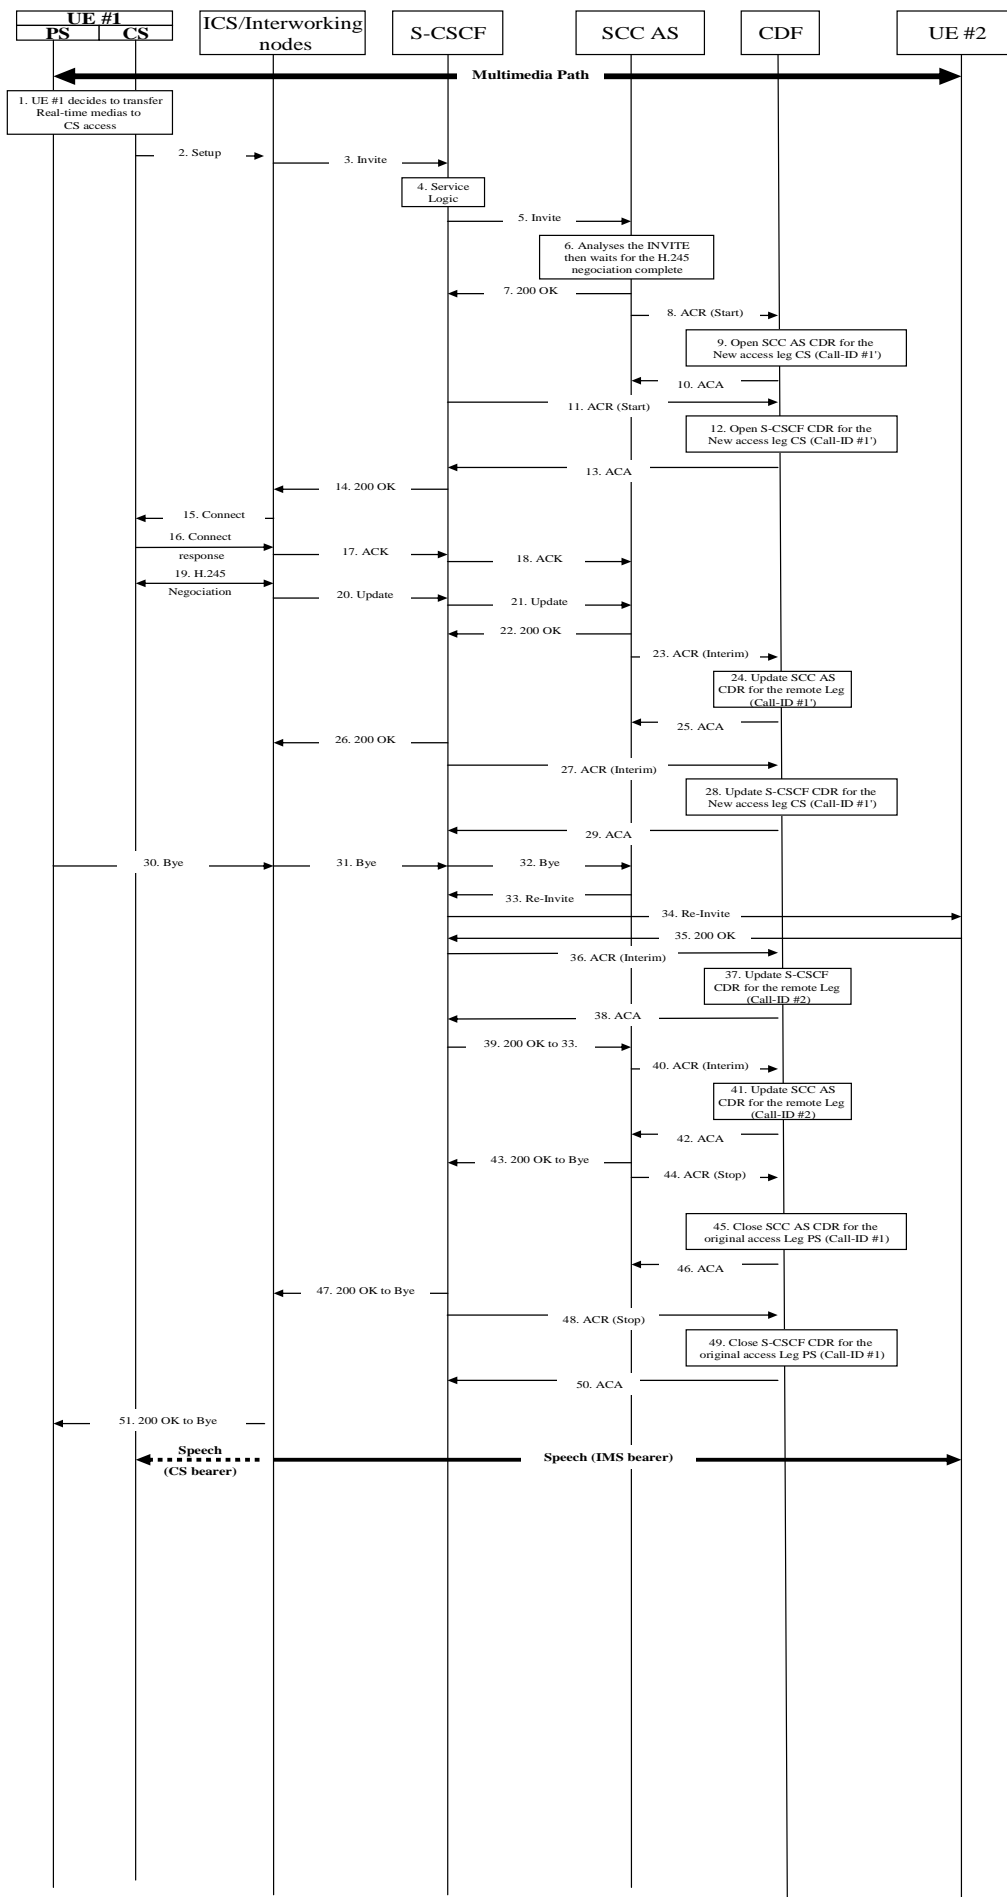 UE #1
PS CS
ICS/Interworking
nodes
S-CSCF
SCC AS
CDF
UE #2
Multimedia Path
1. UE #1 decides to transfer
Real-time medias to
CS access
2. Setup
3. Invite
4. Service
Logic
5. Invite
6. Analyses the INVITE
then waits for the H.245
negociation complete
7. 200 OK
8. ACR (Start)
9. Open SCC AS CDR for the
New access leg CS (Call-ID #1')
10. ACA
11. ACR (Start)
12. Open S-CSCF CDR for the
New access leg CS (Call-ID #1')
13. ACA
14. 200 OK
15. Connect
16. Connect
response
17. ACK
18. ACK
19. H.245
Negociation
20. Update
21. Update
22. 200 OK
23. ACR (Interim)
24. Update SCC AS
CDR for the remote Leg
(Call-ID #1')
25. ACA
26. 200 OK
27. ACR (Interim)
28. Update S-CSCF CDR for the
New access leg CS (Call-ID #1')
29. ACA
30. Bye
31. Bye
32. Bye
33. Re-Invite
34. Re-Invite
35. 200 OK
36. ACR (Interim)
37. Update S-CSCF
CDR for the remote Leg
(Call-ID #2)
38. ACA
39. 200 OK to 33.
40. ACR (Interim)
41. Update SCC AS
CDR for the remote Leg
(Call-ID #2)
42. ACA
43. 200 OK to Bye
44. ACR (Stop)
45. Close SCC AS CDR for the
original access Leg PS (Call-ID #1)
46. ACA
47. 200 OK to Bye
48. ACR (Stop)
49. Close S-CSCF CDR for the
original access Leg PS (Call-ID #1)
50. ACA
51. 200 OK to Bye
Speech
(CS bearer)
Speech (IMS bearer)